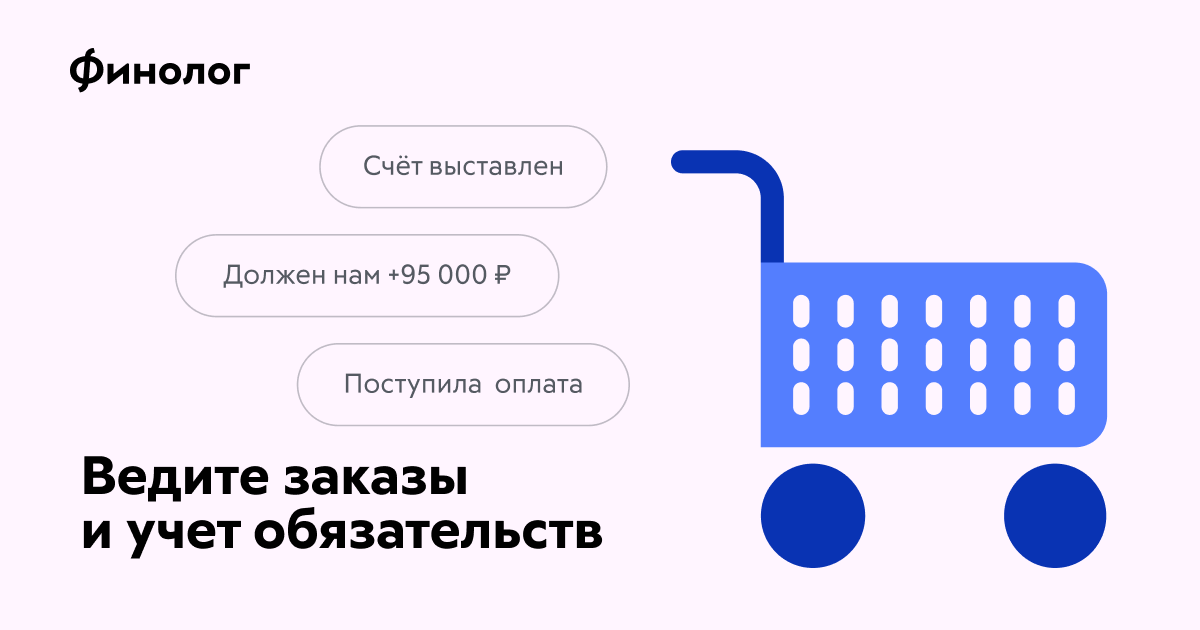 финолог
Счёт выставлен
Должен нам +95 000 ₽
Поступила оплата
Ведите заказы
и учет обязательств